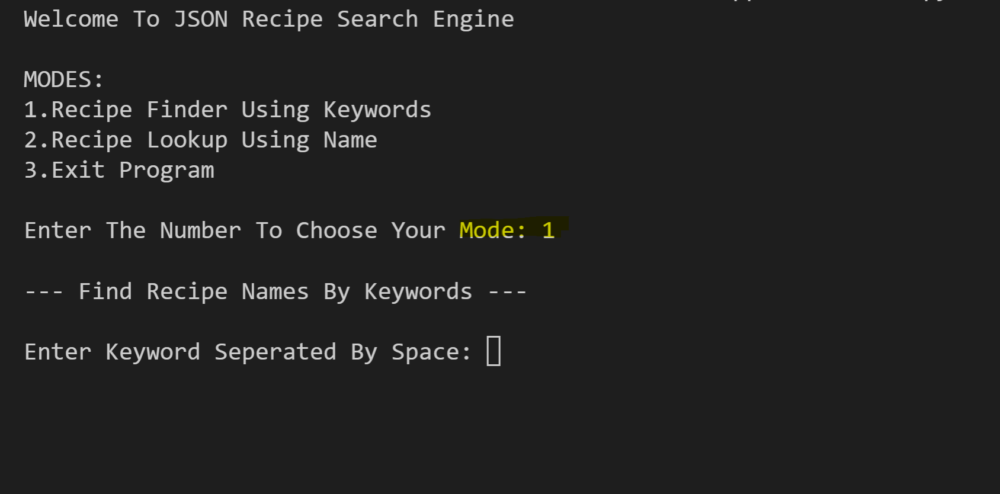 Welcome To JSON Recipe Search Engine
MODES:
1.Recipe Finder Using Keywords
2.Recipe Lookup Using Name
3.Exit Program
Enter The Number To Choose Your Mode: 1
--- Find Recipe Names By Keywords ---
Enter Keyword Seperated By Space: